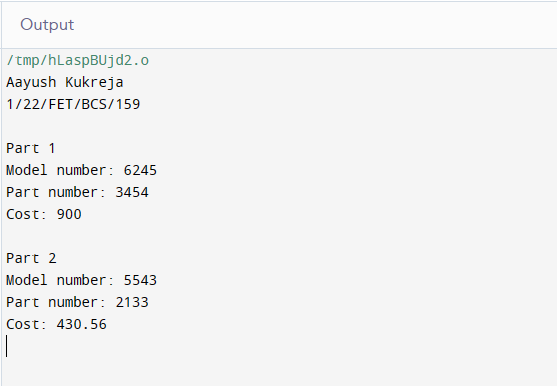 Output
/tmp/hLaspBUjd2.o
Aayush Kukreja
1/22/FET/BCS/159
Part 1
Model number: 6245
Part number: 3454
Cost: 900
Part 2
Model number: 5543
Part number: 2133
Cost: 430.56